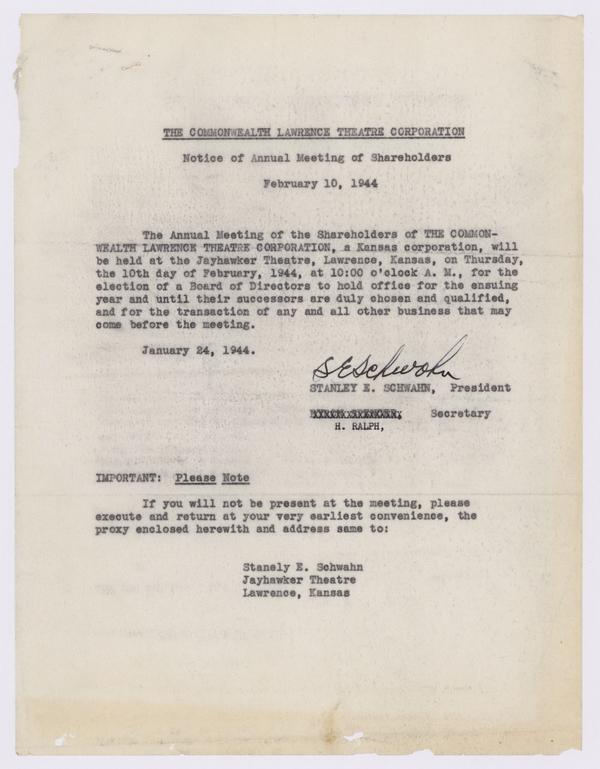 THE COMMONWEALTH LAWRENCE THEATRE CORPORATION
Notice of Annual Meeting of Shareholders
February 10, 1944
The Annual Meeting of the Shareholders of THE COMMON-
WEALTH LAWRENCE THEATRE CORPORATION, a Kansas corporation, will
be held at the Jayhawker Theatre, Lawrence, Kansas, on Thursday,
the 10th day of February, 1944, at 10:00 o'clock A. M., for the
election of a Board of Directors to hold office for the ensuing
year and until their successors are duly chosen and qualified,
and for the transaction of any and all other business that may
come before the meeting.
January 24, 1944.
S E Schwahn
STANLEY E. SCHWAHN, President
BYRON SPENCER, Secretary
H. RALPH,
IMPORTANT: Please Note
If you will not be present at the meeting, please
execute and return at your very earliest convenience, the
proxy enclosed herewith and address same to:
Stanely E. Schwahn
Jayhawker Theatre
Lawrence, Kansas